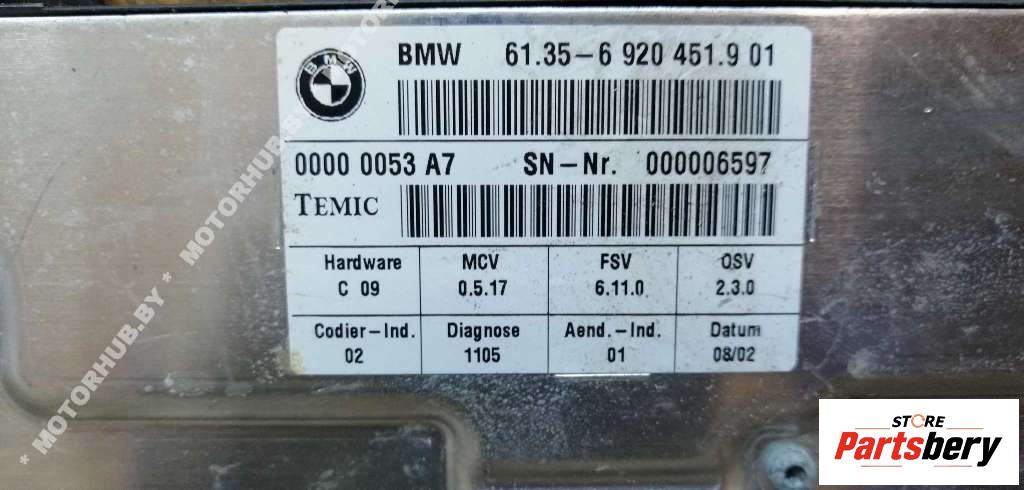 BMW 61.35-6 920 451.9 01
BMW
0000 0053 A7 SN-Nr. 000006597
TEMIC
Hardware MCV FSV OSV
C 09 0.5.17 6.11.0 2.3.0
Codier-Ind. Diagnose Aend.-Ind. Datum
02 1105 01 08/02
* MOTORHUB.BY * MOTORHUB.BY *
STORE
Partsbery